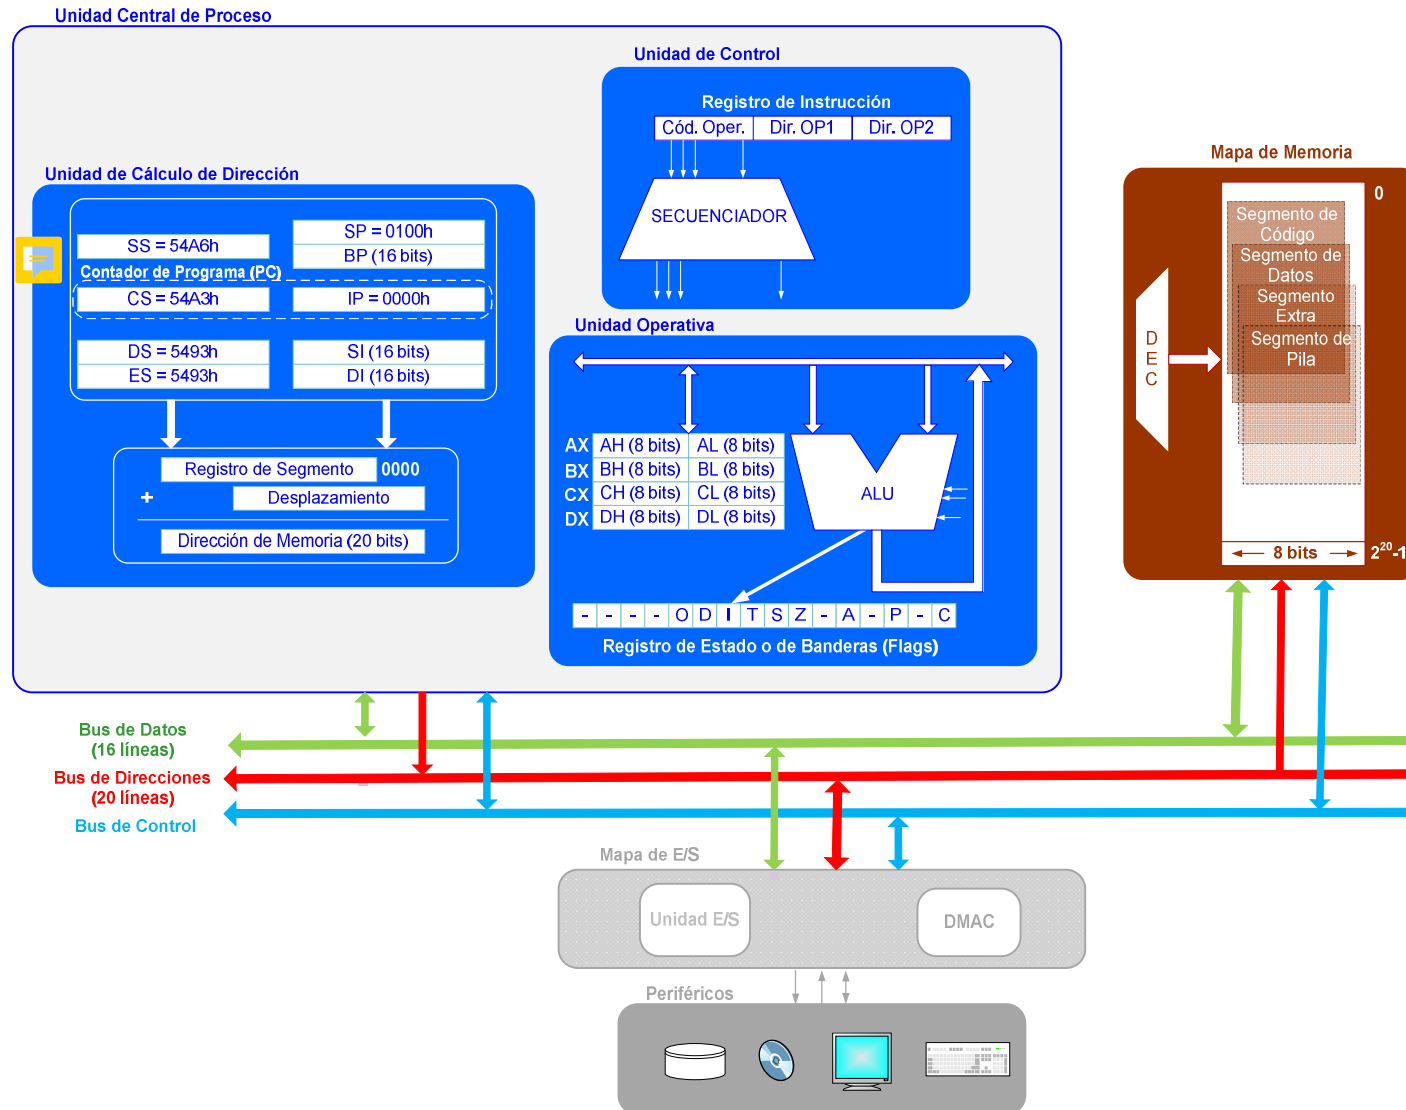 Unidad Central de Proceso
Unidad de Control
Registro de Instrucción
Cód. Oper. Dir. OP1 Dir. OP2
SECUENCIADOR
Unidad de Cálculo de Dirección
SS = 54A6h
SP = 0100h
BP (16 bits)
Contador de Programa (PC)
CS = 54A3h IP = 0000h
DS = 5493h SI (16 bits)
ES = 5493h DI (16 bits)
Registro de Segmento 0000
+ Desplazamiento
Dirección de Memoria (20 bits)
Unidad Operativa
AX AH (8 bits) AL (8 bits)
BX BH (8 bits) BL (8 bits)
CX CH (8 bits) CL (8 bits)
DX DH (8 bits) DL (8 bits)
ALU
- - - - O D I T S Z - A - P - C
Registro de Estado o de Banderas (Flags)
Mapa de Memoria
0
Segmento de
Código
Segmento de
Datos
Segmento
Extra
Segmento de
Pila
D
E
C
8 bits
2²⁰-1
Bus de Datos
(16 líneas)
Bus de Direcciones
(20 líneas)
Bus de Control
Mapa de E/S
Unidad E/S
DMAC
Periféricos